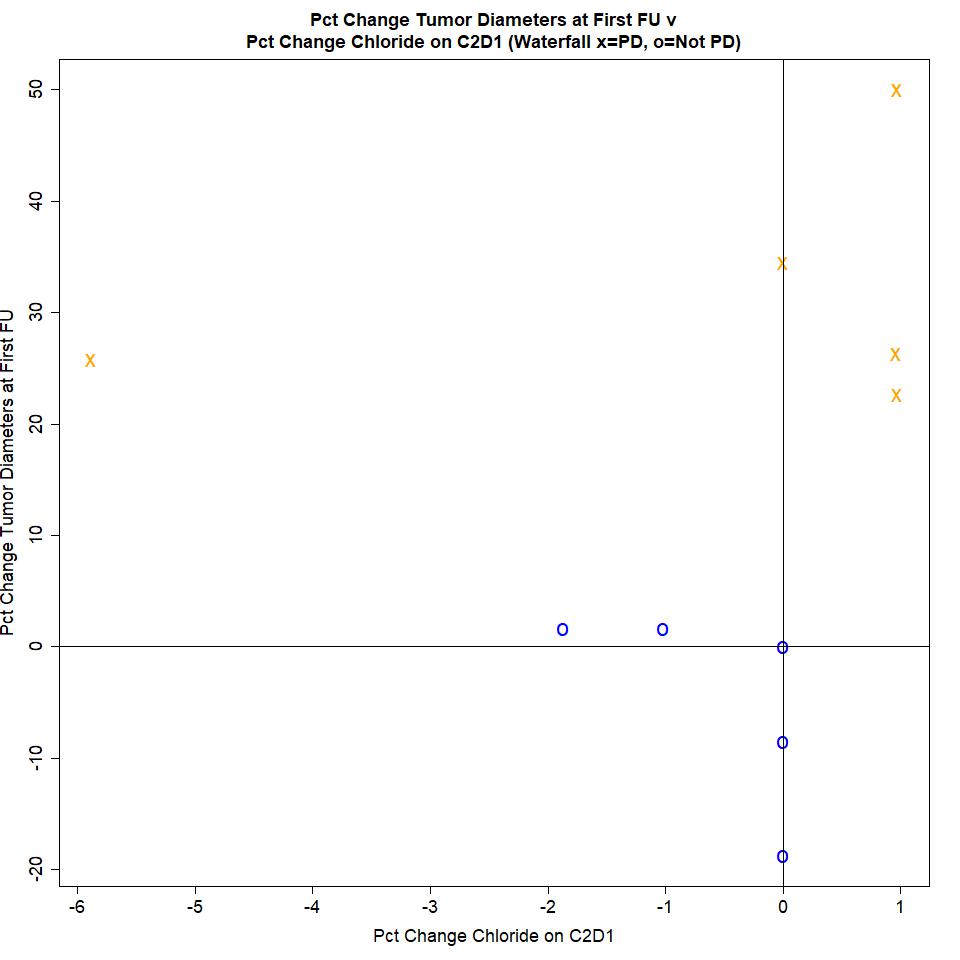 Pct Change Tumor Diameters at First FU v
Pct Change Chloride on C2D1 (Waterfall x=PD, o=Not PD)
Pct Change Tumor Diameters at First FU
50
40
30
20
10
0
-10
-20
X
X
X
X
X
O
O
O
O
O
-6 -5 -4 -3 -2 -1 0 1
Pct Change Chloride on C2D1